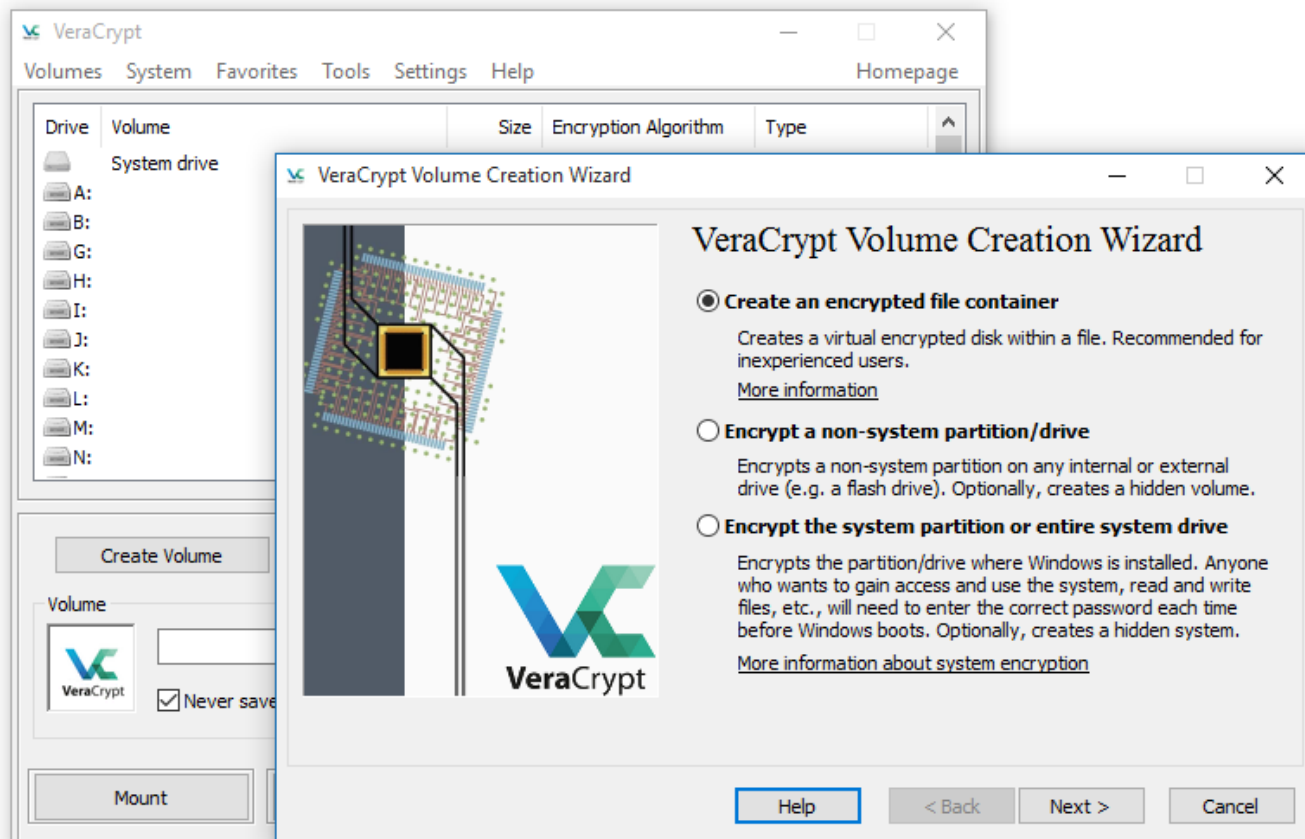 VeraCrypt
Volumes System Favorites Tools Settings Help Homepage
Drive Volume Size Encryption Algorithm Type
System drive
A:
B:
G:
H:
I:
J:
K:
L:
M:
N:
Create Volume
Volume
VeraCrypt
Never save
Mount
VeraCrypt Volume Creation Wizard
VeraCrypt
VeraCrypt Volume Creation Wizard
Create an encrypted file container
Creates a virtual encrypted disk within a file. Recommended for
inexperienced users.
More information
Encrypt a non-system partition/drive
Encrypts a non-system partition on any internal or external
drive (e.g. a flash drive). Optionally, creates a hidden volume.
Encrypt the system partition or entire system drive
Encrypts the partition/drive where Windows is installed. Anyone
who wants to gain access and use the system, read and write
files, etc., will need to enter the correct password each time
before Windows boots. Optionally, creates a hidden system.
More information about system encryption
Help < Back Next > Cancel